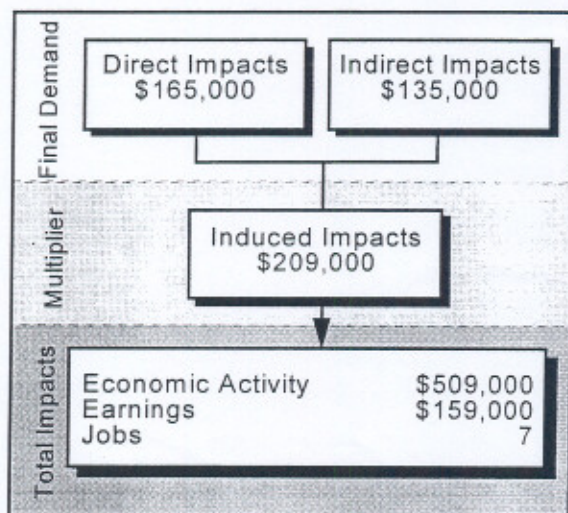 Final Demand
Direct Impacts
$165,000
Indirect Impacts
$135,000
Multiplier
Induced Impacts
$209,000
Total Impacts
Economic Activity $509,000
Earnings $159,000
Jobs 7